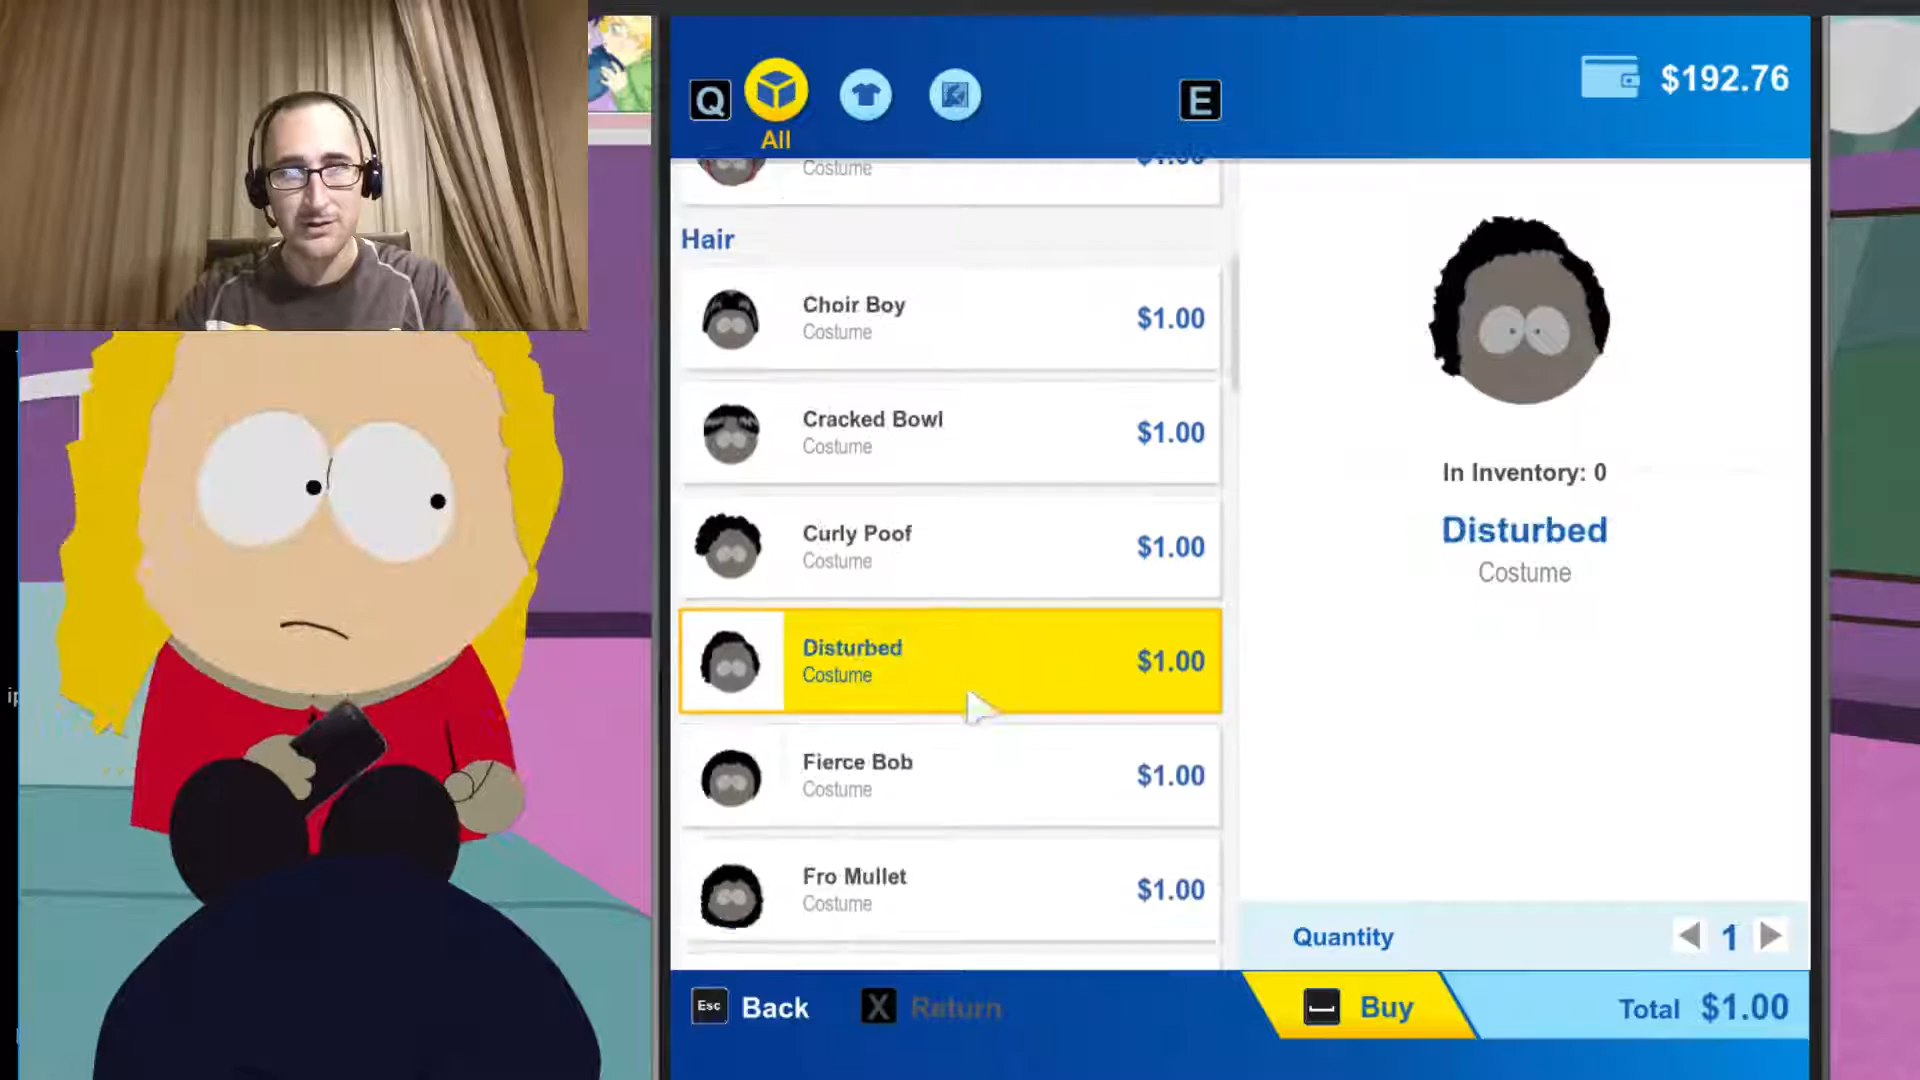 Q
All
E
$192.76
Costume
Hair
Choir Boy
Costume
$1.00
Cracked Bowl
Costume
$1.00
Curly Poof
Costume
$1.00
Disturbed
Costume
$1.00
Fierce Bob
Costume
$1.00
Fro Mullet
Costume
$1.00
In Inventory: 0
Disturbed
Costume
Quantity
1
Esc Back
X Return
Buy
Total $1.00